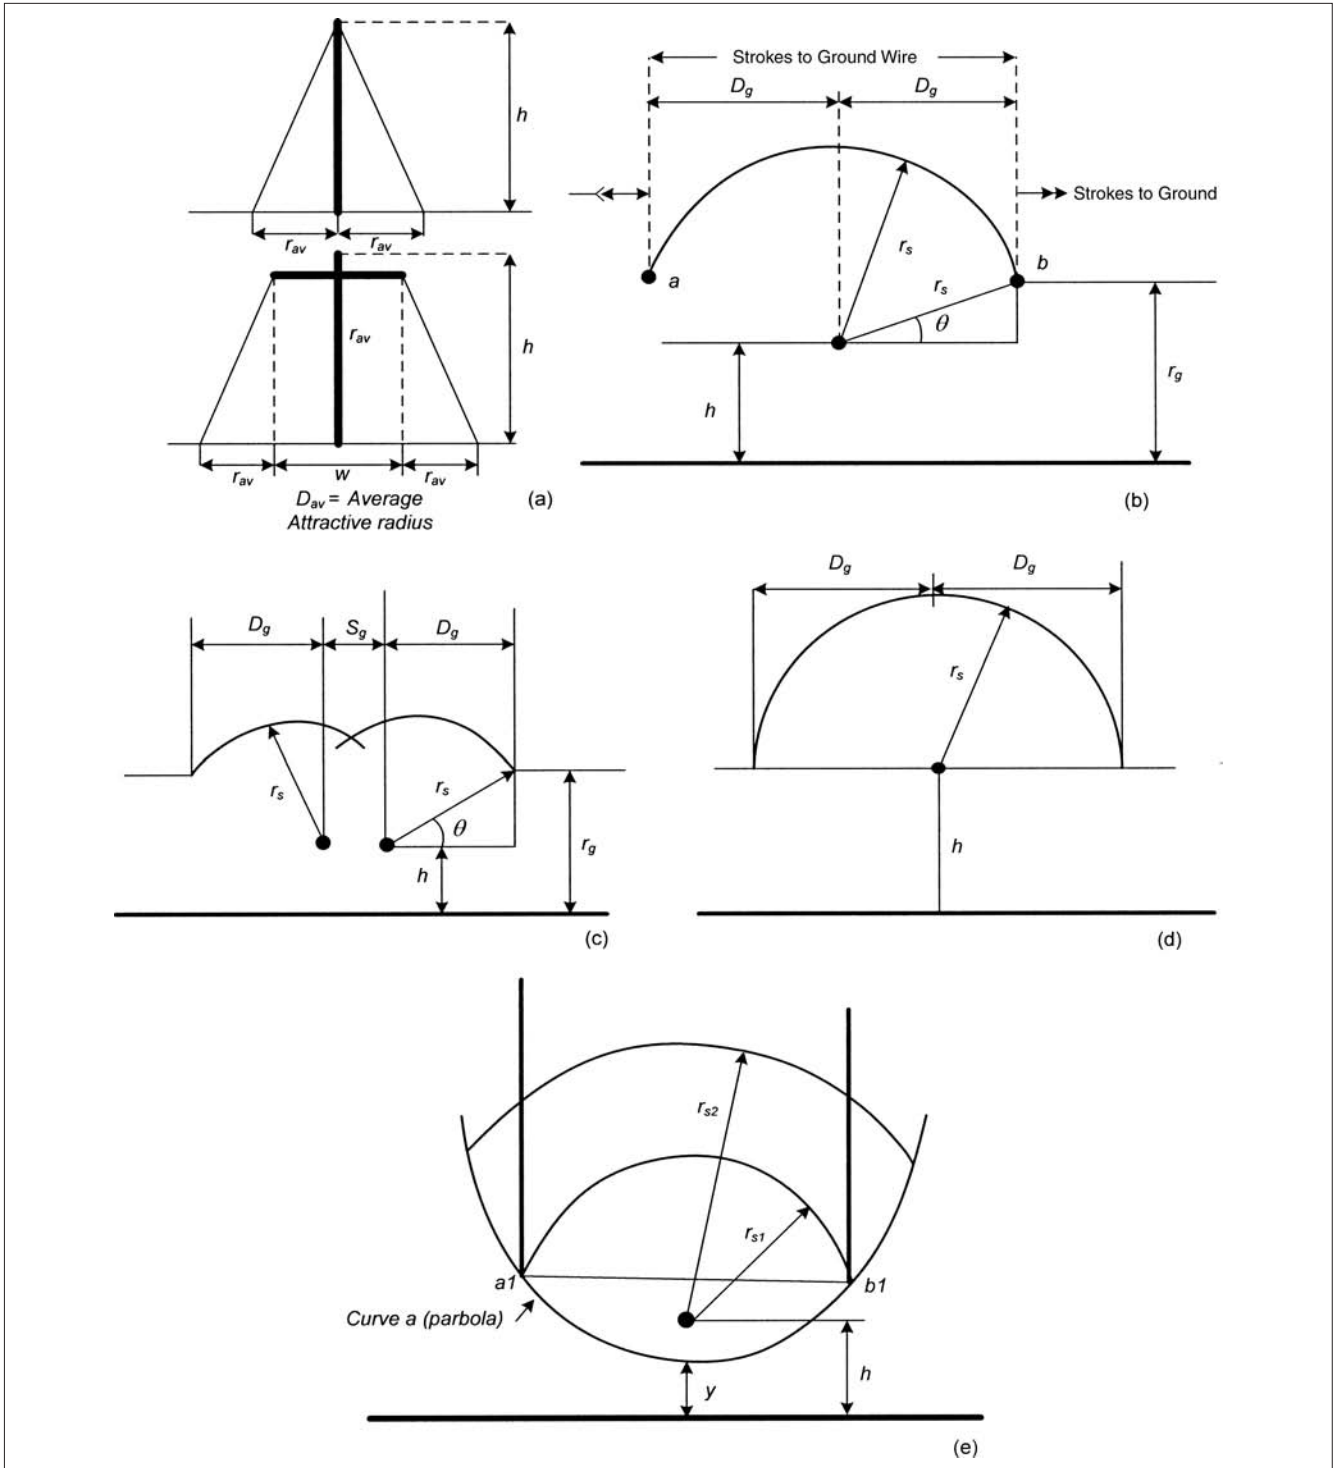 h
r_av r_av
r_av
h
r_av w r_av
D_av = Average
Attractive radius
(a)
Strokes to Ground Wire
D_g D_g
Strokes to Ground
r_s
a
b
r_s
θ
h
r_g
(b)
D_g S_g D_g
r_s
r_s
θ
h
r_g
(c)
D_g D_g
r_s
h
(d)
r_s2
r_s1
a1
b1
Curve a (parbola)
h
y
(e)